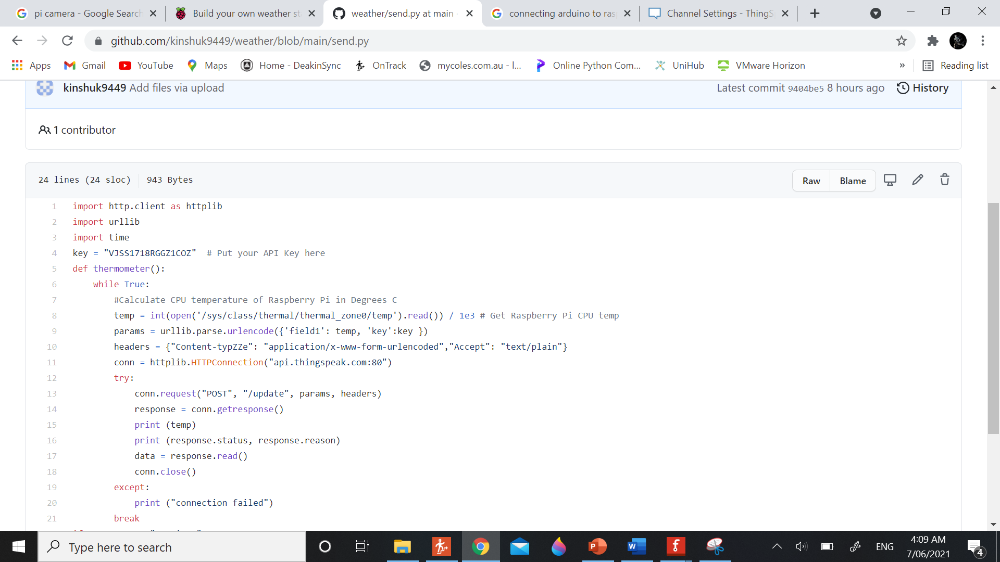 pi camera - Google Search
Build your own weather st
weather/send.py at main ·
connecting arduino to ras
Channel Settings - ThingS
github.com/kinshuk9449/weather/blob/main/send.py
Apps
Gmail
YouTube
Maps
Home - DeakinSync
OnTrack
mycoles.com.au - l...
Online Python Com...
UniHub
VMware Horizon
»
Reading list
kinshuk9449 Add files via upload
Latest commit 9404be5 8 hours ago
History
1 contributor
24 lines (24 sloc)
943 Bytes
Raw
Blame
1 import http.client as httplib
2 import urllib
3 import time
4 key = "VJSS1718RGGZ1COZ"  # Put your API Key here
5 def thermometer():
6     while True:
7         #Calculate CPU temperature of Raspberry Pi in Degrees C
8         temp = int(open('/sys/class/thermal/thermal_zone0/temp').read()) / 1e3 # Get Raspberry Pi CPU temp
9         params = urllib.parse.urlencode({'field1': temp, 'key':key })
10         headers = {"Content-typZZe": "application/x-www-form-urlencoded","Accept": "text/plain"}
11         conn = httplib.HTTPConnection("api.thingspeak.com:80")
12         try:
13             conn.request("POST", "/update", params, headers)
14             response = conn.getresponse()
15             print (temp)
16             print (response.status, response.reason)
17             data = response.read()
18             conn.close()
19         except:
20             print ("connection failed")
21         break
Type here to search
ENG
4:09 AM
7/06/2021
4